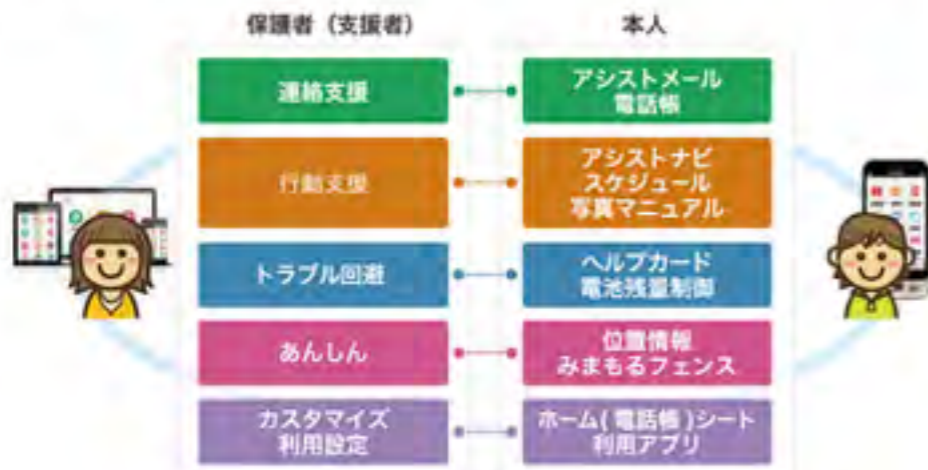 保護者（支援者）
本人
連絡支援
アシストメール
電話帳
行動支援
アシストナビ
スケジュール
写真マニュアル
トラブル回避
ヘルプカード
電池残量制御
あんしん
位置情報
みまもるフェンス
カスタマイズ
利用設定
ホーム(電話帳)シート
利用アプリ